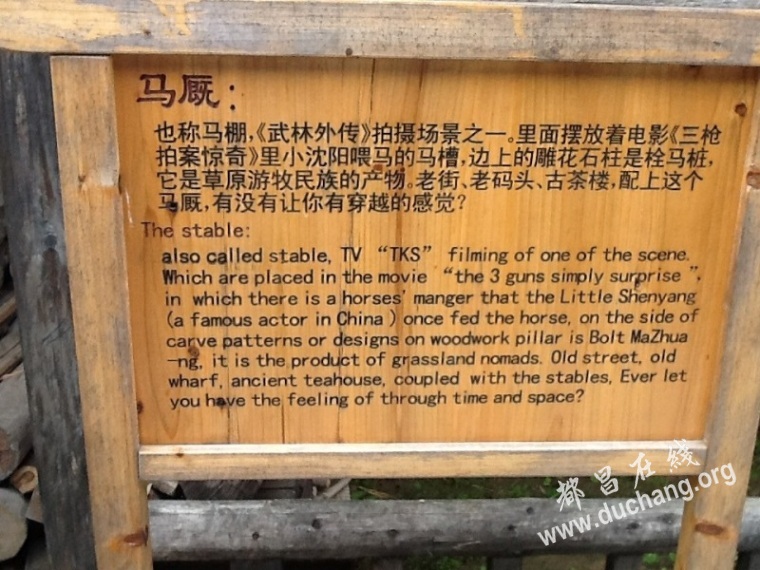 马厩：
也称马棚，《武林外传》拍摄场景之一。里面摆放着电影《三枪
拍案惊奇》里小沈阳喂马的马槽，边上的雕花石柱是栓马桩，
它是草原游牧民族的产物。老街、老码头、古茶楼，配上这个
马厩，有没有让你有穿越的感觉？
The stable:
also called stable, TV “TKS” filming of one of the scene.
Which are placed in the movie “the 3 guns simply surprise ”,
in which there is a horses' manger that the Little Shenyang
(a famous actor in China ) once fed the horse, on the side of
carve patterns or designs on woodwork pillar is Bolt MaZhua
-ng, it is the product of grassland nomads. Old street, old
wharf, ancient teahouse, coupled with the stables, Ever let
you have the feeling of through time and space?
都昌在线
www.duchang.org